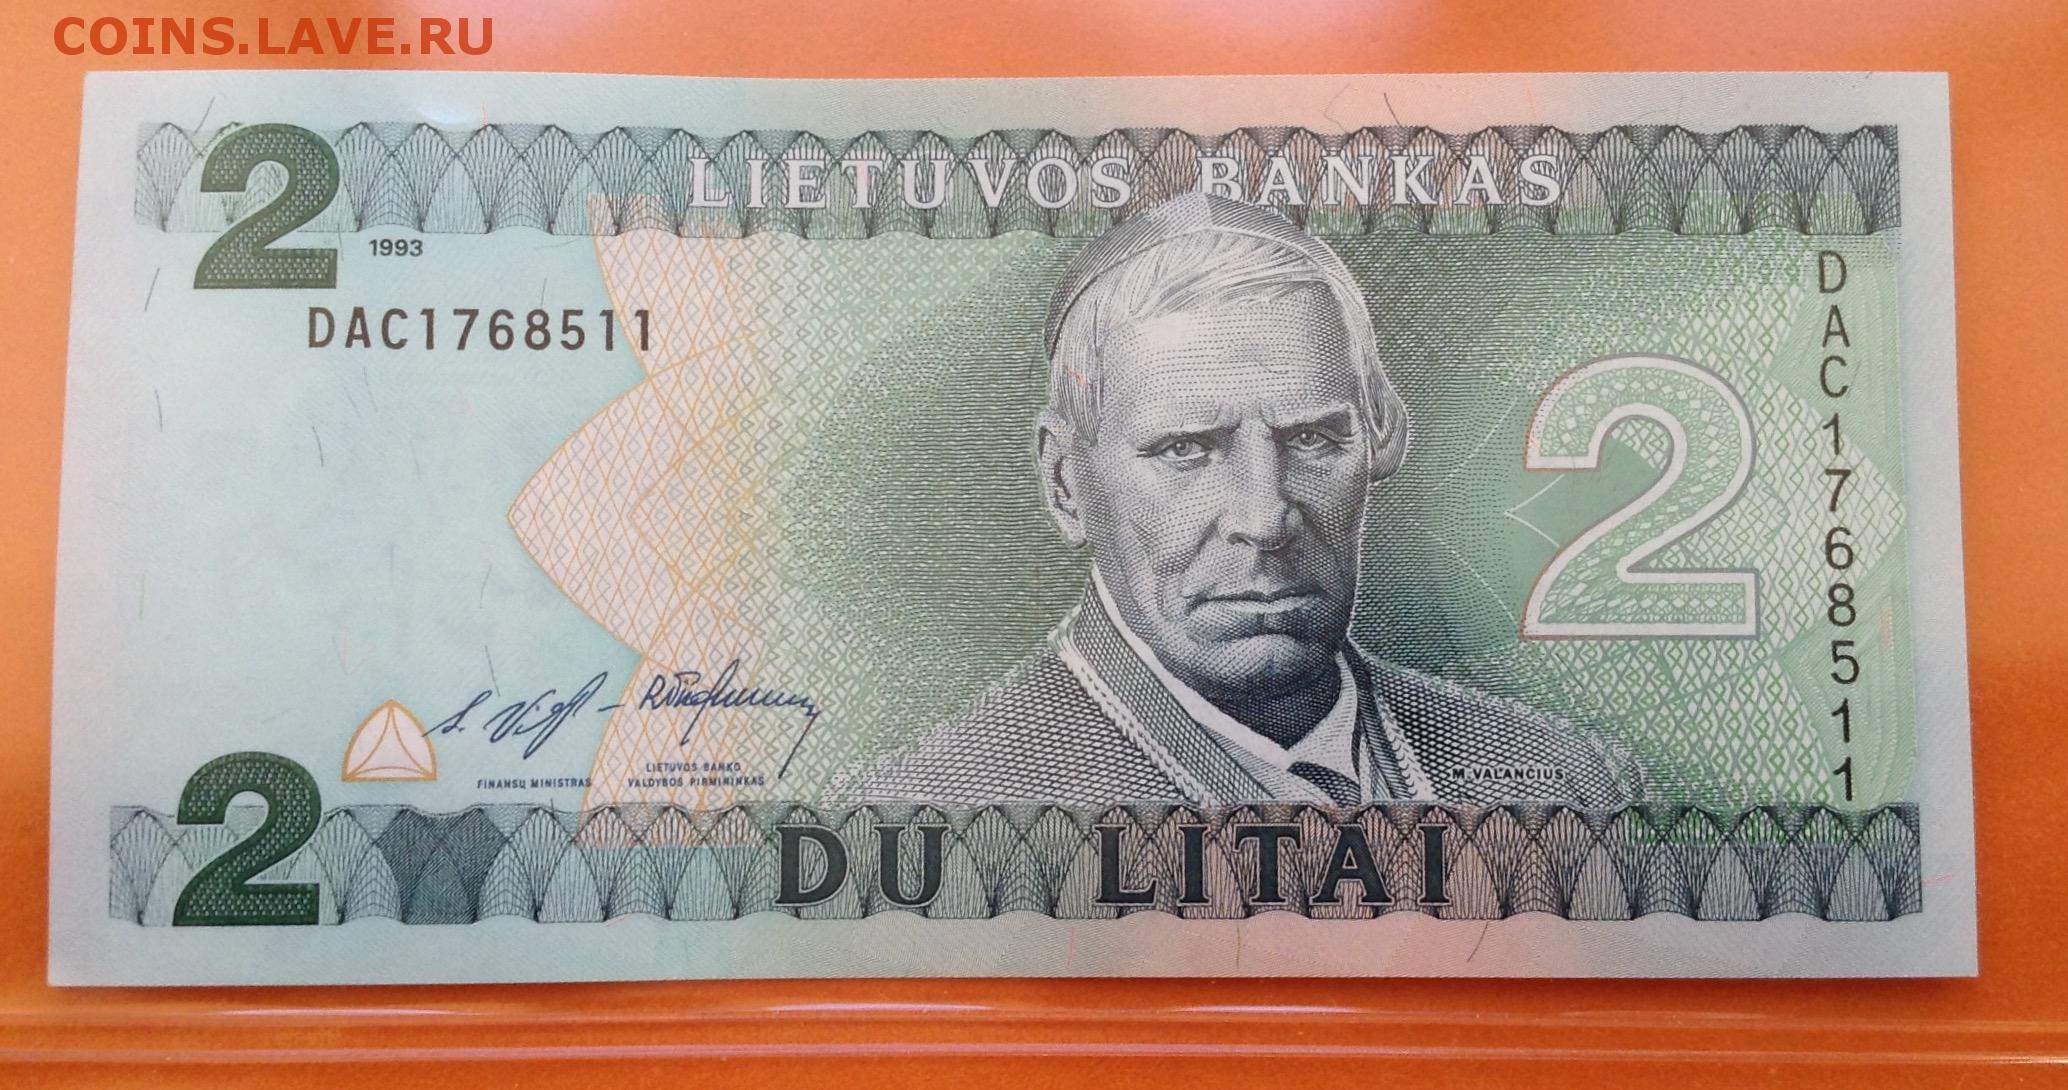 COINS.LAVE.RU
LIETUVOS BANKAS
2
1993
DAC1768511
DAC1768511
2
LIETUVOS BANKO
FINANSŲ MINISTRAS VALDYBOS PIRMININKAS
M. VALANČIUS
2
DU LITAI